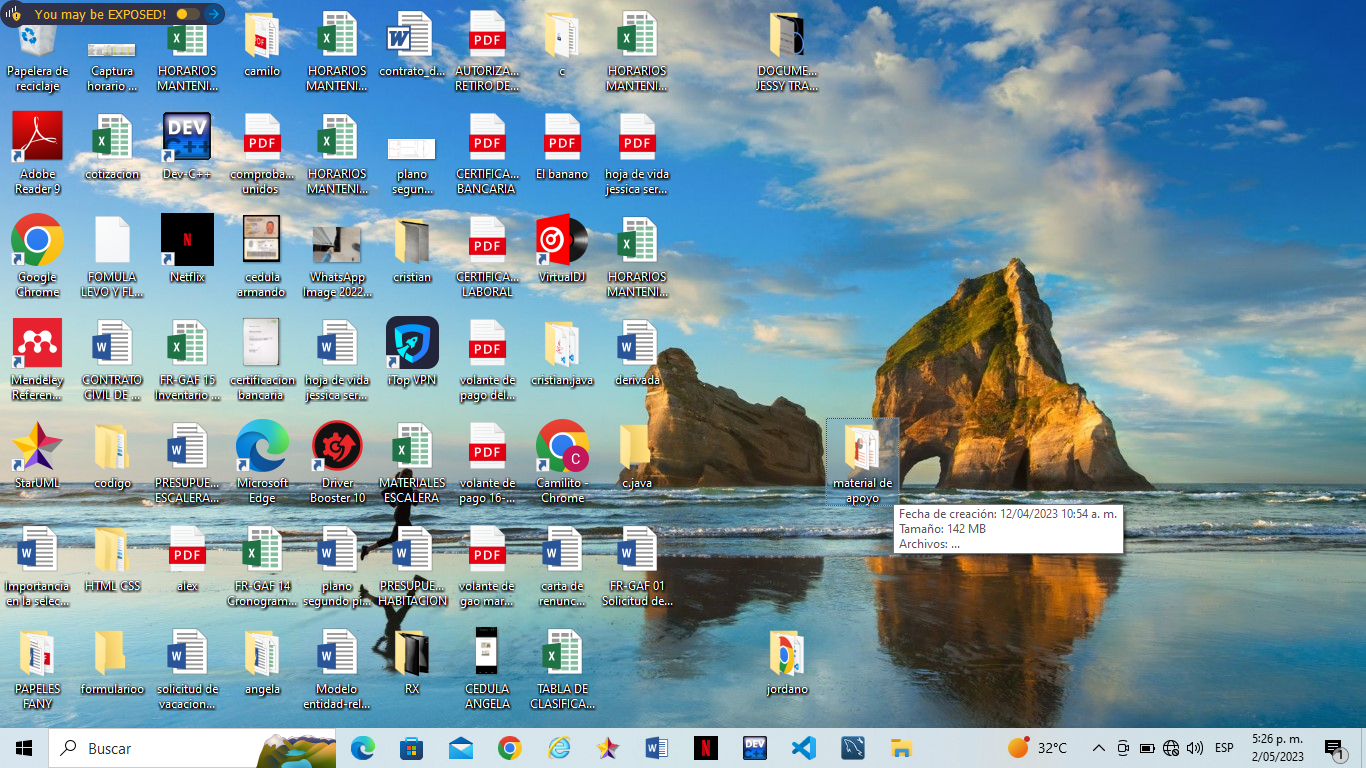 You may be EXPOSED!
Papelera de
reciclaje
Captura
horario ...
HORARIOS
MANTENI...
camilo
HORARIOS
MANTENI...
contrato_d...
AUTORIZA...
RETIRO DE...
c
HORARIOS
MANTENI...
DOCUME...
JESSY TRA...
Adobe
Reader 9
cotizacion
Dev-C++
comproba...
unidos
HORARIOS
MANTENI...
plano
segun...
CERTIFICA...
BANCARIA
El banano
hoja de vida
jessica ser...
Google
Chrome
FOMULA
LEVO Y FL...
Netflix
cedula
armando
WhatsApp
Image 2022...
cristian
CERTIFICA...
LABORAL
VirtualDJ
HORARIOS
MANTENI...
Mendeley
Referen...
CONTRATO
CIVIL DE ...
FR-GAF 15
Inventario ...
certificacion
bancaria
hoja de vida
jessica ser...
iTop VPN
volante de
pago del...
cristian.java
derivada
StarUML
codigo
PRESUPUE...
ESCALERA...
Microsoft
Edge
Driver
Booster 10
MATERIALES
ESCALERA
volante de
pago 16-...
Camilito -
Chrome
c.java
material de
apoyo
Fecha de creación: 12/04/2023 10:54 a. m.
Tamaño: 142 MB
Archivos: ...
Importancia
en la selec...
HTML CSS
alex
FR-GAF 14
Cronogram...
plano
segundo pi...
PRESUPUE...
HABITACION
volante de
gao mar...
carta de
renunc...
FR-GAF 01
Solicitud de...
PAPELES
FANY
formularioo
solicitud de
vacacion...
angela
Modelo
entidad-rel...
RX
CEDULA
ANGELA
TABLA DE
CLASIFICA...
jordano
Buscar
32°C
ESP
5:26 p. m.
2/05/2023
1